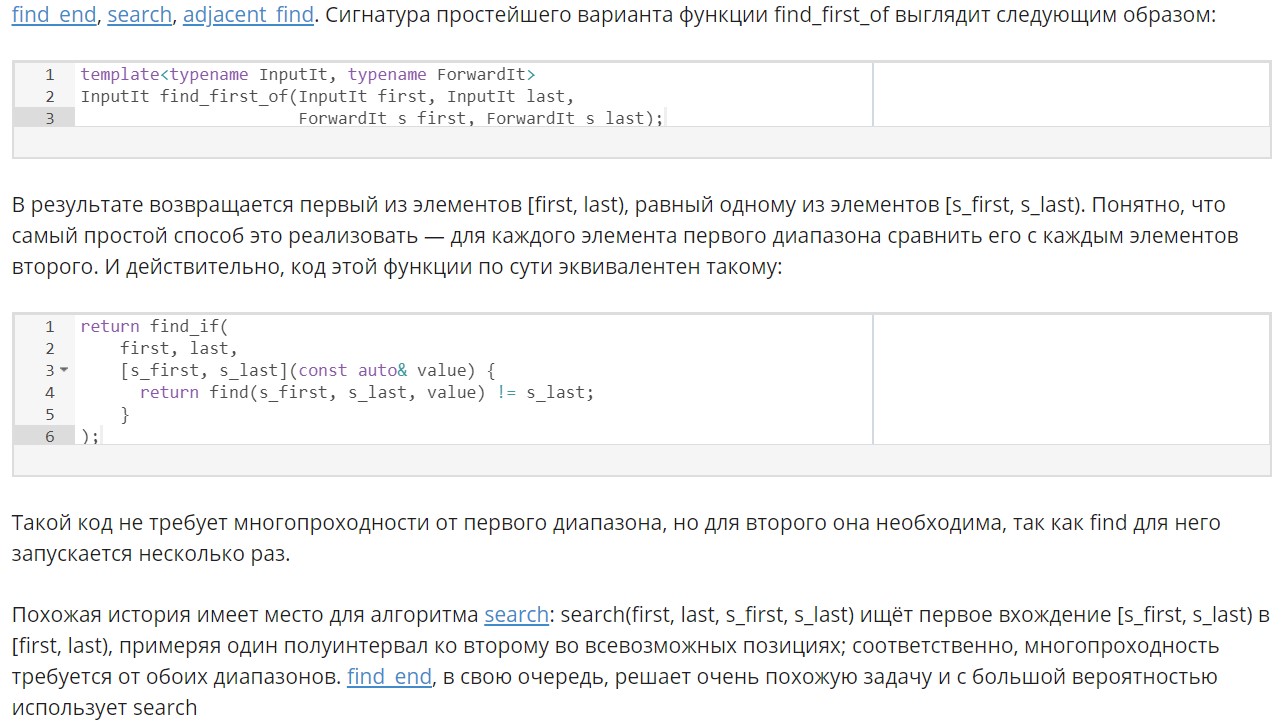 find_end, search, adjacent_find. Сигнатура простейшего варианта функции find_first_of выглядит следующим образом:
1 template<typename InputIt, typename ForwardIt>
2 InputIt find_first_of(InputIt first, InputIt last,
3 ForwardIt s_first, ForwardIt s_last);
В результате возвращается первый из элементов [first, last), равный одному из элементов [s_first, s_last). Понятно, что
самый простой способ это реализовать — для каждого элемента первого диапазона сравнить его с каждым элементов
второго. И действительно, код этой функции по сути эквивалентен такому:
1 return find_if(
2 first, last,
3 [s_first, s_last](const auto& value) {
4 return find(s_first, s_last, value) != s_last;
5 }
6 );
Такой код не требует многопроходности от первого диапазона, но для второго она необходима, так как find для него
запускается несколько раз.
Похожая история имеет место для алгоритма search: search(first, last, s_first, s_last) ищёт первое вхождение [s_first, s_last) в
[first, last), примеряя один полуинтервал ко второму во всевозможных позициях; соответственно, многопроходность
требуется от обоих диапазонов. find_end, в свою очередь, решает очень похожую задачу и с большой вероятностью
использует search